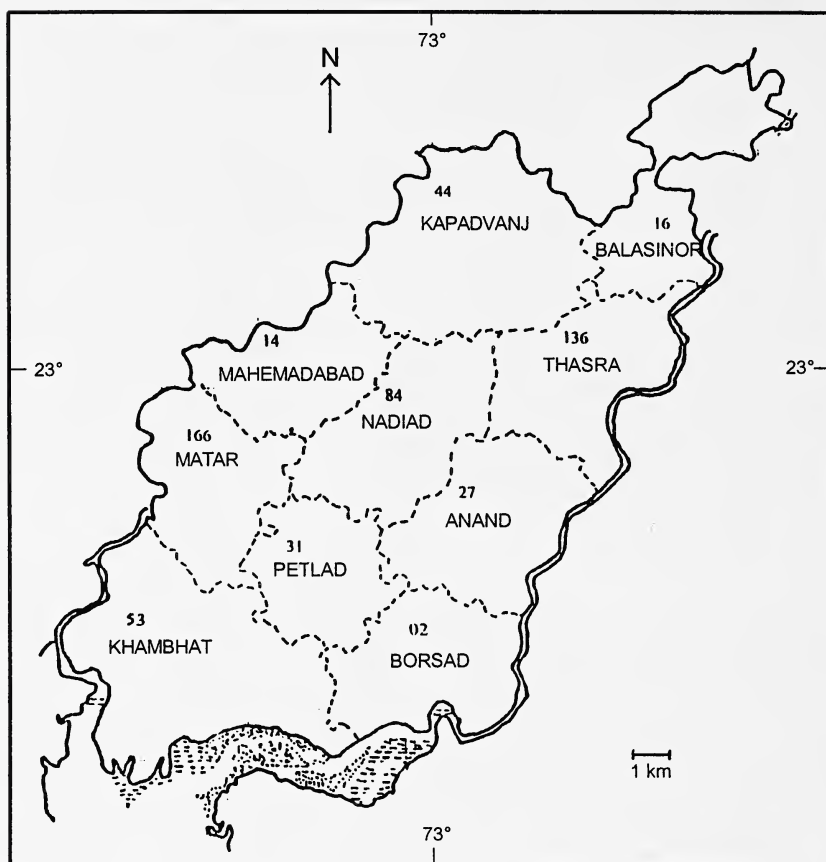 73°
N
44
KAPADVANJ
16
BALASINOR
136
THASRA
23°
23°
14
MAHEMADABAD
84
NADIAD
166
MATAR
27
ANAND
31
PETLAD
53
KHAMBHAT
02
BORSAD
1 km
73°